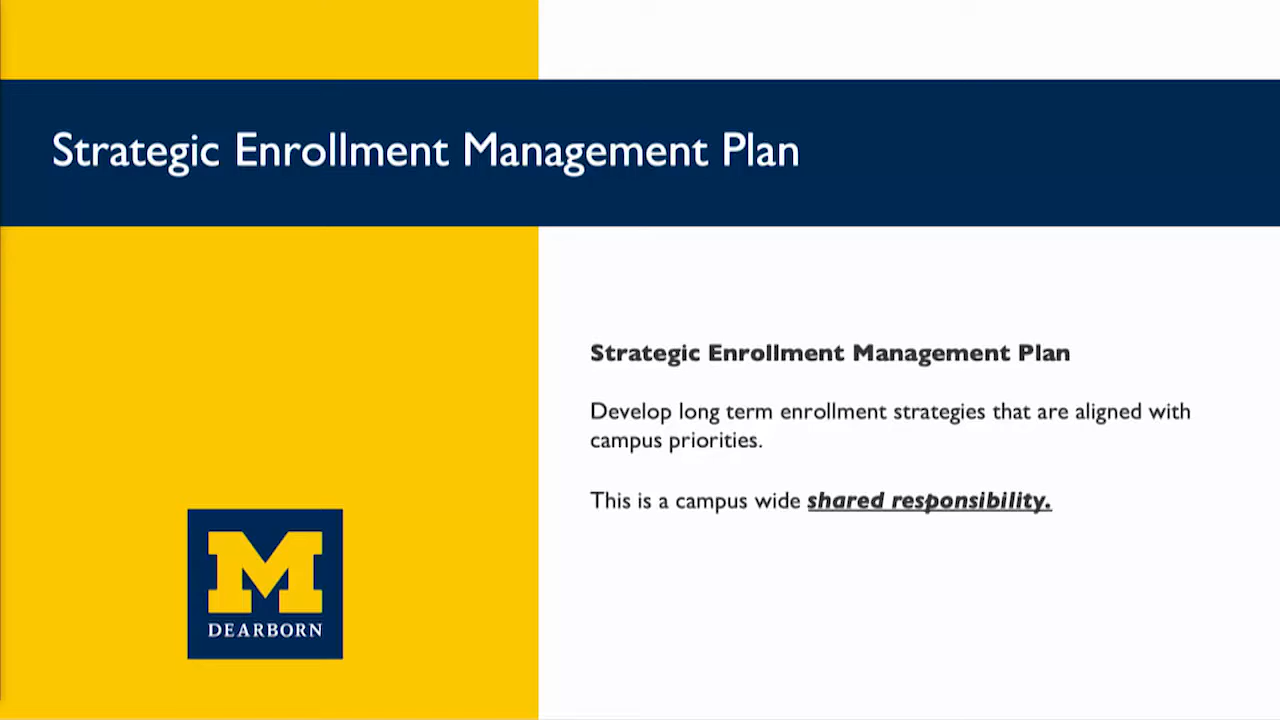 Strategic Enrollment Management Plan
Strategic Enrollment Management Plan
Develop long term enrollment strategies that are aligned with
campus priorities.
This is a campus wide shared responsibility.
M
DEARBORN